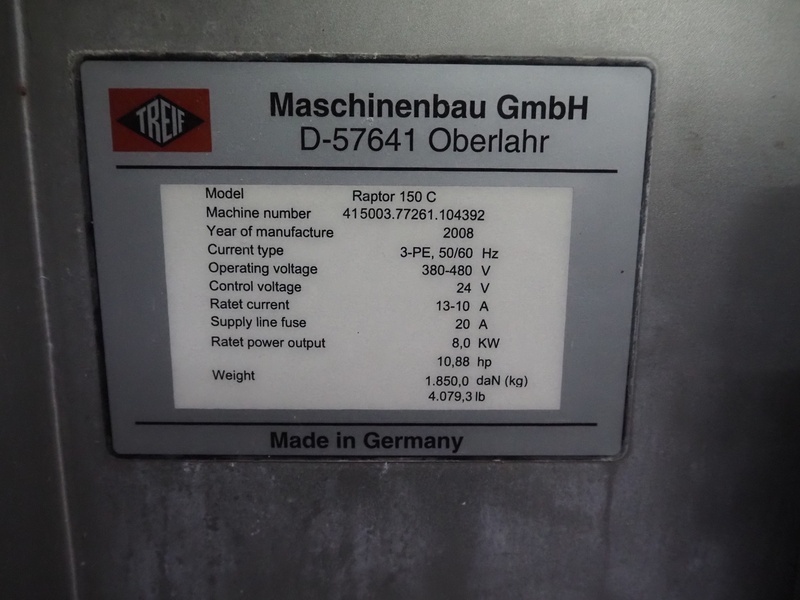 TREIF
Maschinenbau GmbH
D-57641 Oberlahr
Model Raptor 150 C
Machine number 415003.77261.104392
Year of manufacture 2008
Current type 3-PE, 50/60 Hz
Operating voltage 380-480 V
Control voltage 24 V
Ratet current 13-10 A
Supply line fuse 20 A
Ratet power output 8,0 KW
10,88 hp
Weight 1.850,0 daN (kg)
4.079,3 lb
Made in Germany